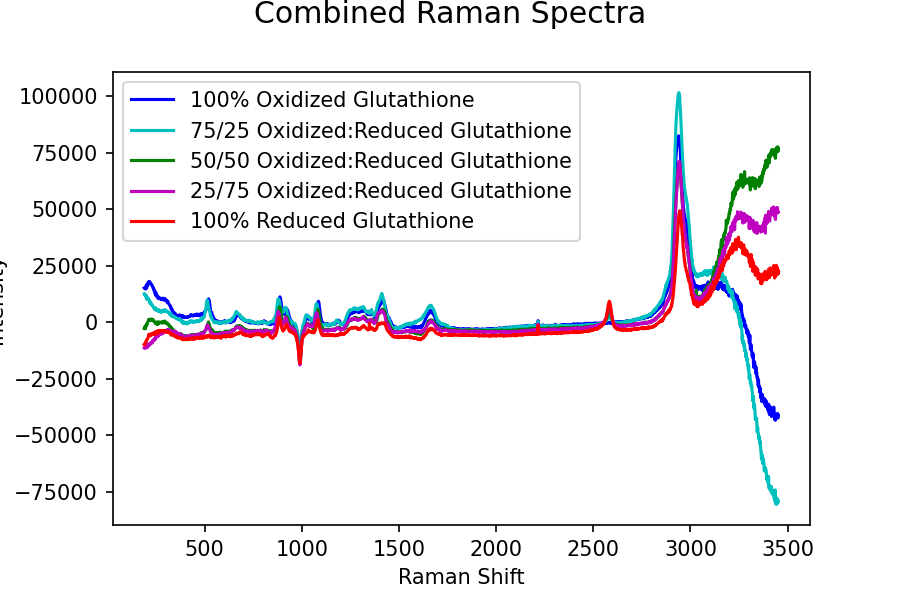 Combined Raman Spectra
100% Oxidized Glutathione
75/25 Oxidized:Reduced Glutathione
50/50 Oxidized:Reduced Glutathione
25/75 Oxidized:Reduced Glutathione
100% Reduced Glutathione
100000
75000
50000
25000
0
−25000
−50000
−75000
500 1000 1500 2000 2500 3000 3500
Raman Shift